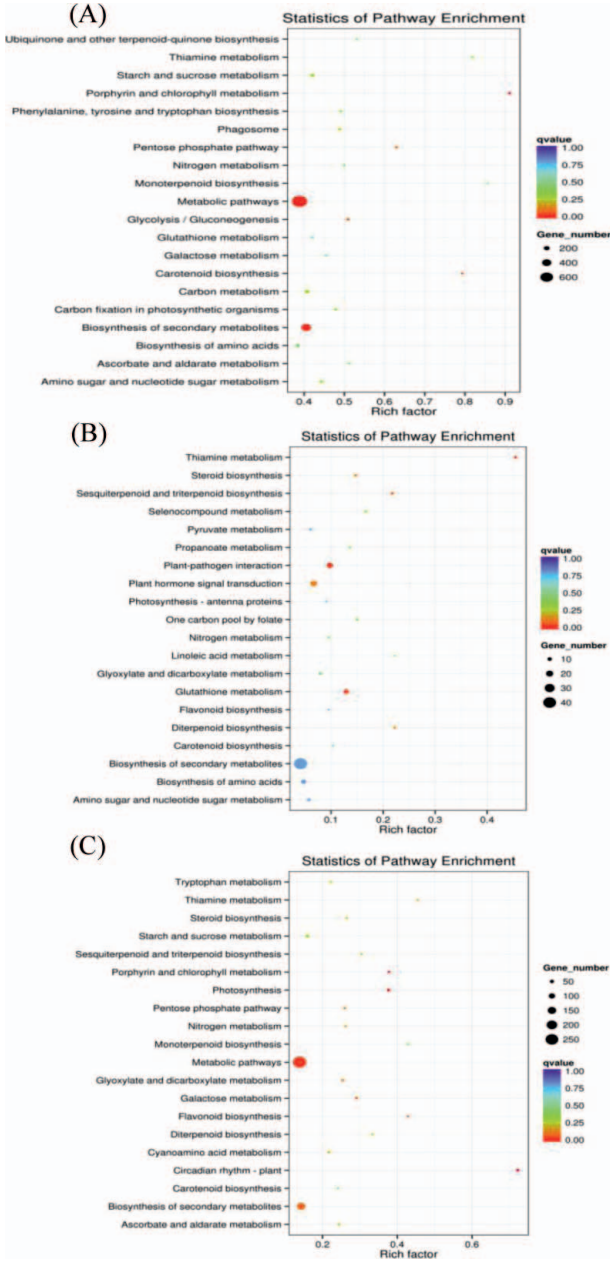 (A)
Statistics of Pathway Enrichment
Ubiquinone and other terpenoid-quinone biosynthesis
Thiamine metabolism
Starch and sucrose metabolism
Porphyrin and chlorophyll metabolism
Phenylalanine, tyrosine and tryptophan biosynthesis
Phagosome
Pentose phosphate pathway
Nitrogen metabolism
Monoterpenoid biosynthesis
Metabolic pathways
Glycolysis / Gluconeogenesis
Glutathione metabolism
Galactose metabolism
Carotenoid biosynthesis
Carbon metabolism
Carbon fixation in photosynthetic organisms
Biosynthesis of secondary metabolites
Biosynthesis of amino acids
Ascorbate and aldarate metabolism
Amino sugar and nucleotide sugar metabolism
0.4 0.5 0.6 0.7 0.8 0.9
Rich factor
qvalue
1.00
0.75
0.50
0.25
0.00
Gene_number
200
400
600
(B)
Statistics of Pathway Enrichment
Thiamine metabolism
Steroid biosynthesis
Sesquiterpenoid and triterpenoid biosynthesis
Selenocompound metabolism
Pyruvate metabolism
Propanoate metabolism
Plant-pathogen interaction
Plant hormone signal transduction
Photosynthesis - antenna proteins
One carbon pool by folate
Nitrogen metabolism
Linoleic acid metabolism
Glyoxylate and dicarboxylate metabolism
Glutathione metabolism
Flavonoid biosynthesis
Diterpenoid biosynthesis
Carotenoid biosynthesis
Biosynthesis of secondary metabolites
Biosynthesis of amino acids
Amino sugar and nucleotide sugar metabolism
0.1 0.2 0.3 0.4
Rich factor
qvalue
1.00
0.75
0.50
0.25
0.00
Gene_number
10
20
30
40
(C)
Statistics of Pathway Enrichment
Tryptophan metabolism
Thiamine metabolism
Steroid biosynthesis
Starch and sucrose metabolism
Sesquiterpenoid and triterpenoid biosynthesis
Porphyrin and chlorophyll metabolism
Photosynthesis
Pentose phosphate pathway
Nitrogen metabolism
Monoterpenoid biosynthesis
Metabolic pathways
Glyoxylate and dicarboxylate metabolism
Galactose metabolism
Flavonoid biosynthesis
Diterpenoid biosynthesis
Cyanoamino acid metabolism
Circadian rhythm - plant
Carotenoid biosynthesis
Biosynthesis of secondary metabolites
Ascorbate and aldarate metabolism
0.2 0.4 0.6
Rich factor
Gene_number
50
100
150
200
250
qvalue
1.00
0.75
0.50
0.25
0.00